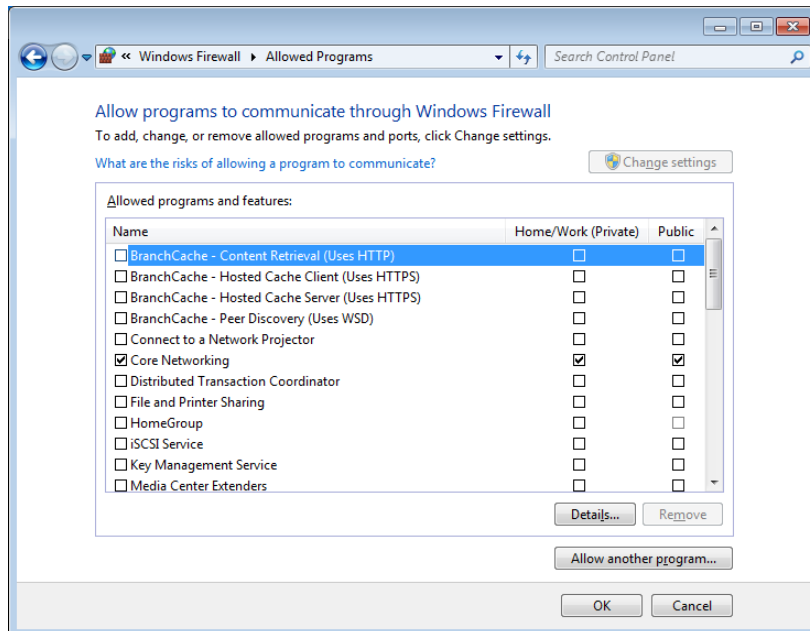 « Windows Firewall ▸ Allowed Programs
Search Control Panel
Allow programs to communicate through Windows Firewall
To add, change, or remove allowed programs and ports, click Change settings.
What are the risks of allowing a program to communicate?
Change settings
Allowed programs and features:
Name Home/Work (Private) Public
BranchCache - Content Retrieval (Uses HTTP)
BranchCache - Hosted Cache Client (Uses HTTPS)
BranchCache - Hosted Cache Server (Uses HTTPS)
BranchCache - Peer Discovery (Uses WSD)
Connect to a Network Projector
Core Networking
Distributed Transaction Coordinator
File and Printer Sharing
HomeGroup
iSCSI Service
Key Management Service
Media Center Extenders
Details... Remove
Allow another program...
OK Cancel